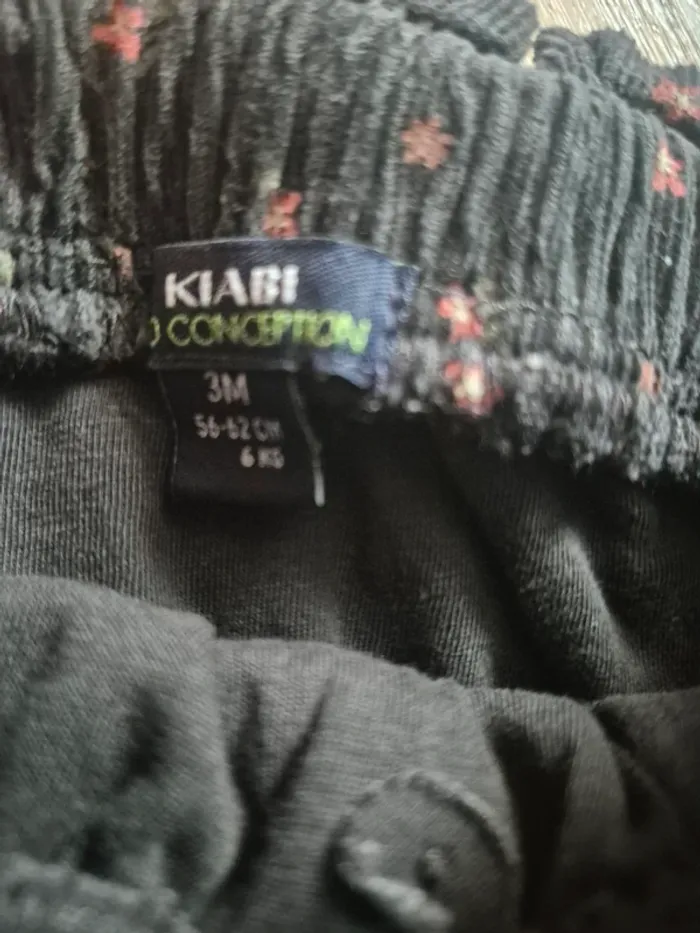 KIABI
CONCEPTION
3M
56-62 CM
6 KG